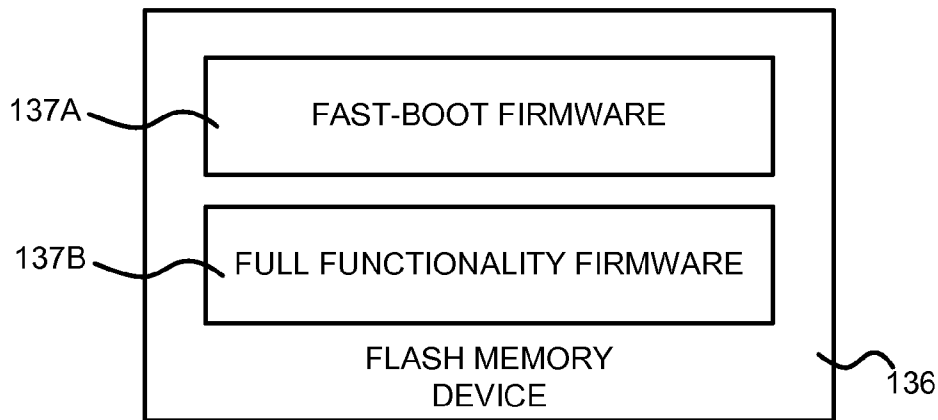 137A
FAST-BOOT FIRMWARE
137B
FULL FUNCTIONALITY FIRMWARE
FLASH MEMORY
DEVICE
136